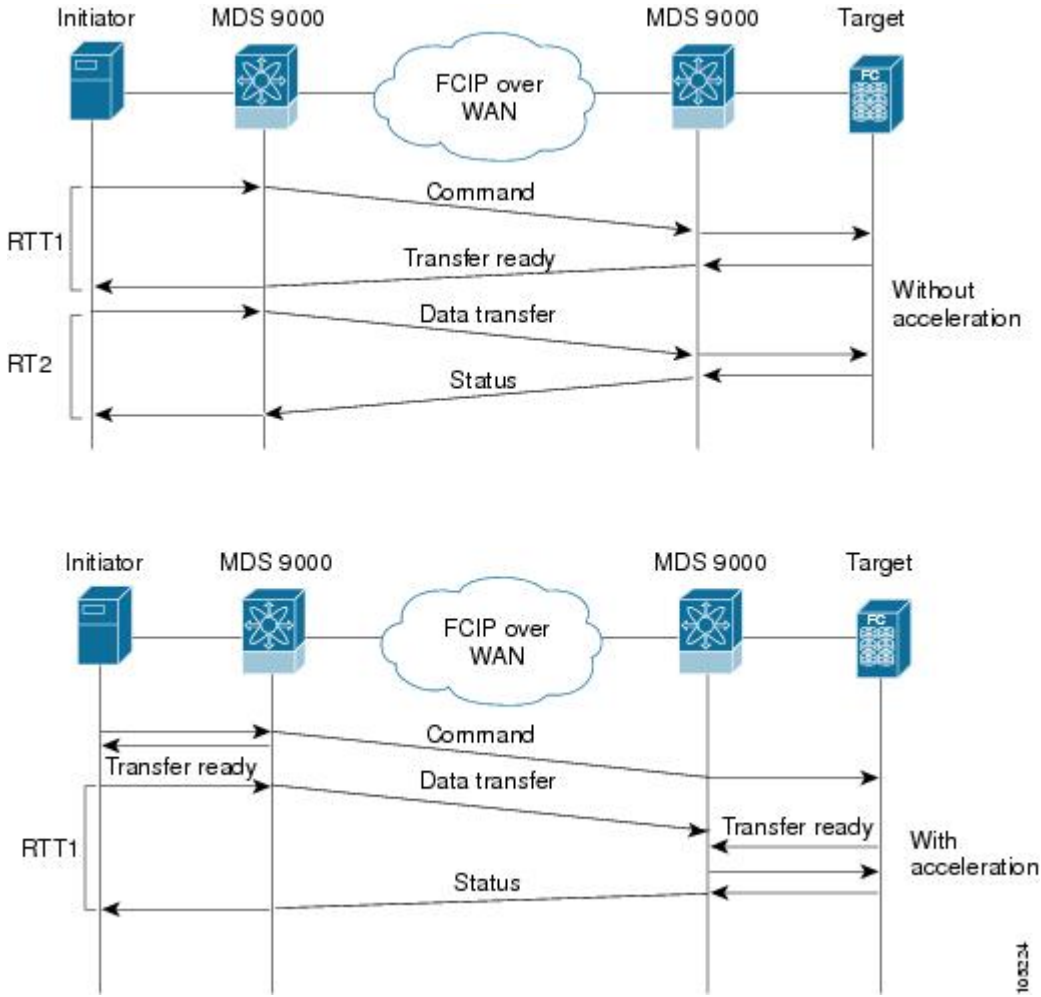 Initiator
MDS 9000
MDS 9000
Target
FCIP over
WAN
FC
Command
RTT1
Transfer ready
Without
acceleration
Data transfer
RT2
Status
Initiator
MDS 9000
MDS 9000
Target
FCIP over
WAN
FC
Command
Transfer ready
Data transfer
Transfer ready
RTT1
With
acceleration
Status
105224